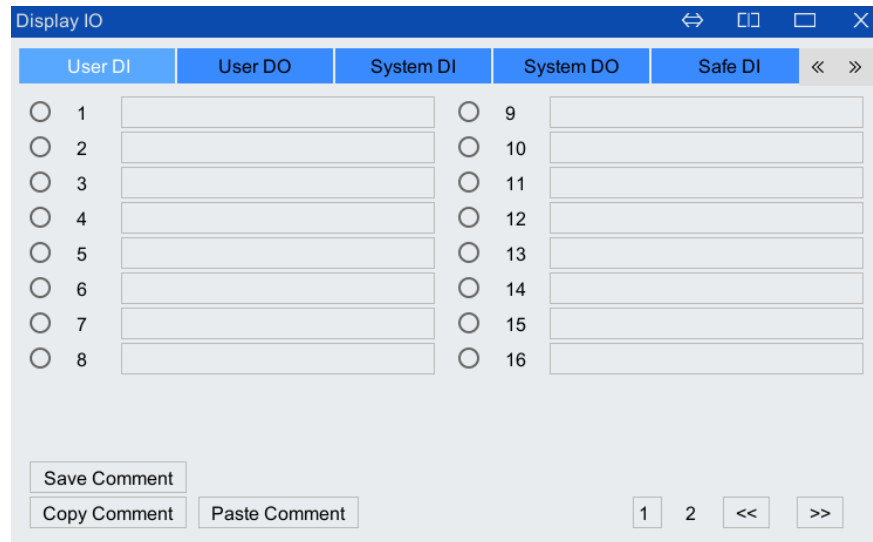 Display IO
User DI User DO System DI System DO Safe DI « »
1 9
2 10
3 11
4 12
5 13
6 14
7 15
8 16
Save Comment
Copy Comment Paste Comment 1 2 << >>